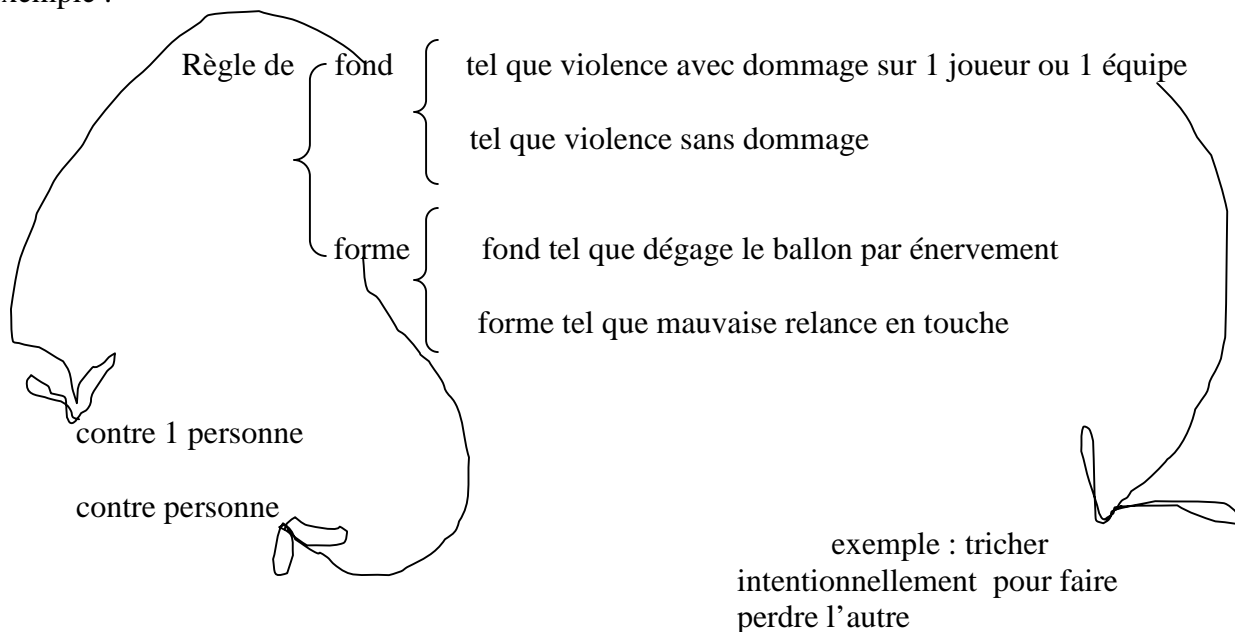 Règle de fond tel que violence avec dommage sur 1 joueur ou 1 équipe
tel que violence sans dommage
forme fond tel que dégage le ballon par énervement
forme tel que mauvaise relance en touche
contre 1 personne
contre personne
exemple : tricher
intentionnellement pour faire
perdre l'autre